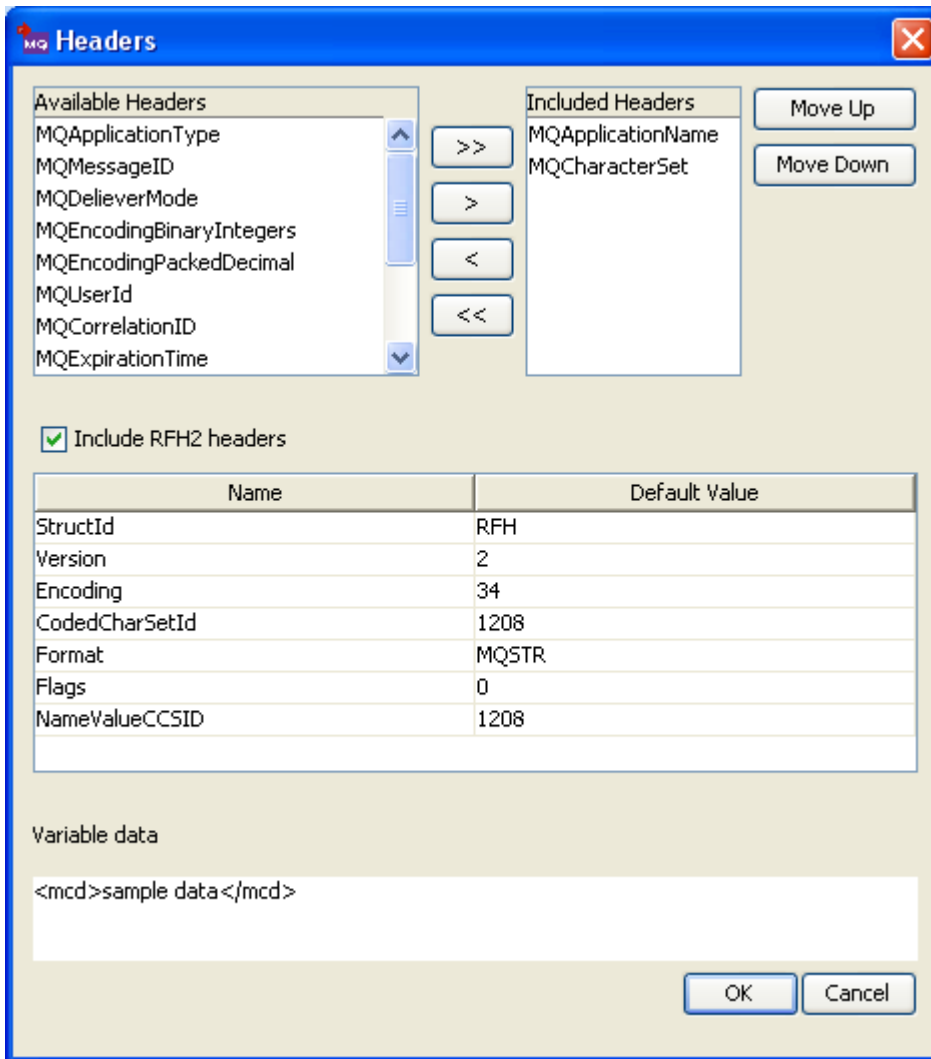 MQ Headers
Available Headers
MQApplicationType
MQMessageID
MQDelieverMode
MQEncodingBinaryIntegers
MQEncodingPackedDecimal
MQUserId
MQCorrelationID
MQExpirationTime
>>
>
<
<<
Included Headers
MQApplicationName
MQCharacterSet
Move Up
Move Down
Include RFH2 headers
Name Default Value
StructId RFH
Version 2
Encoding 34
CodedCharSetId 1208
Format MQSTR
Flags 0
NameValueCCSID 1208
Variable data
<mcd>sample data</mcd>
OK Cancel